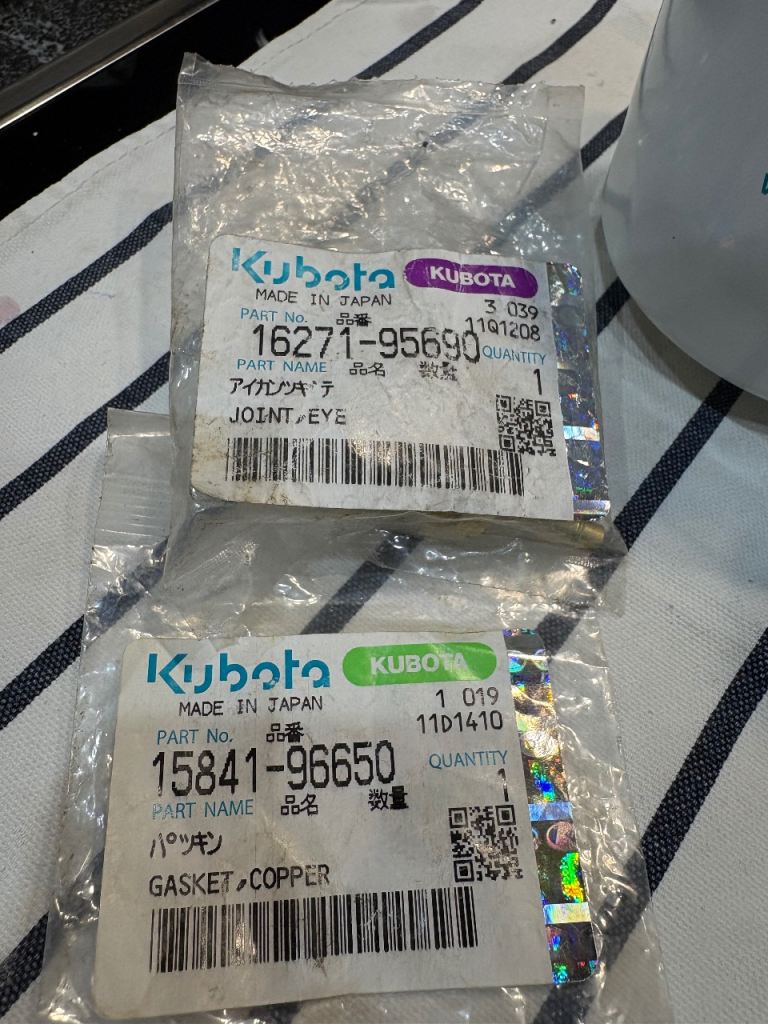 Kubota KUBOTA
MADE IN JAPAN 3 039
PART No. 品番 11Q1208
16271-95690 QUANTITY
PART NAME 品名 数量 1
アイカンツギテ
JOINT,EYE
Kubota KUBOTA
MADE IN JAPAN 1 019
PART No. 品番 11D1410
15841-96650 QUANTITY
PART NAME 品名 数量 1
パツキン
GASKET,COPPER